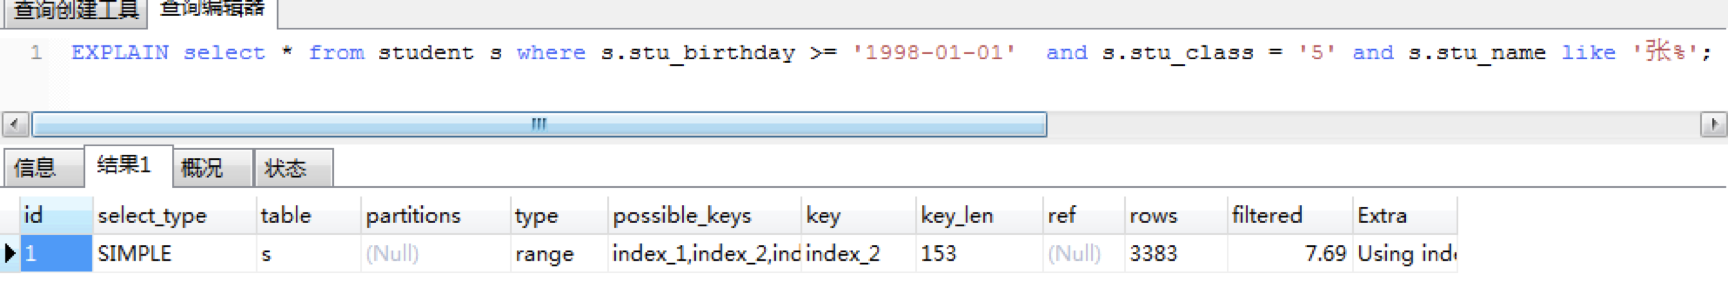 查询创建工具 查询编辑器
1 EXPLAIN select * from student s where s.stu_birthday >= '1998-01-01' and s.stu_class = '5' and s.stu_name like '张%';
信息 结果1 概况 状态
id select_type table partitions type possible_keys key key_len ref rows filtered Extra
1 SIMPLE s (Null) range index_1,index_2,ind index_2 153 (Null) 3383 7.69 Using ind